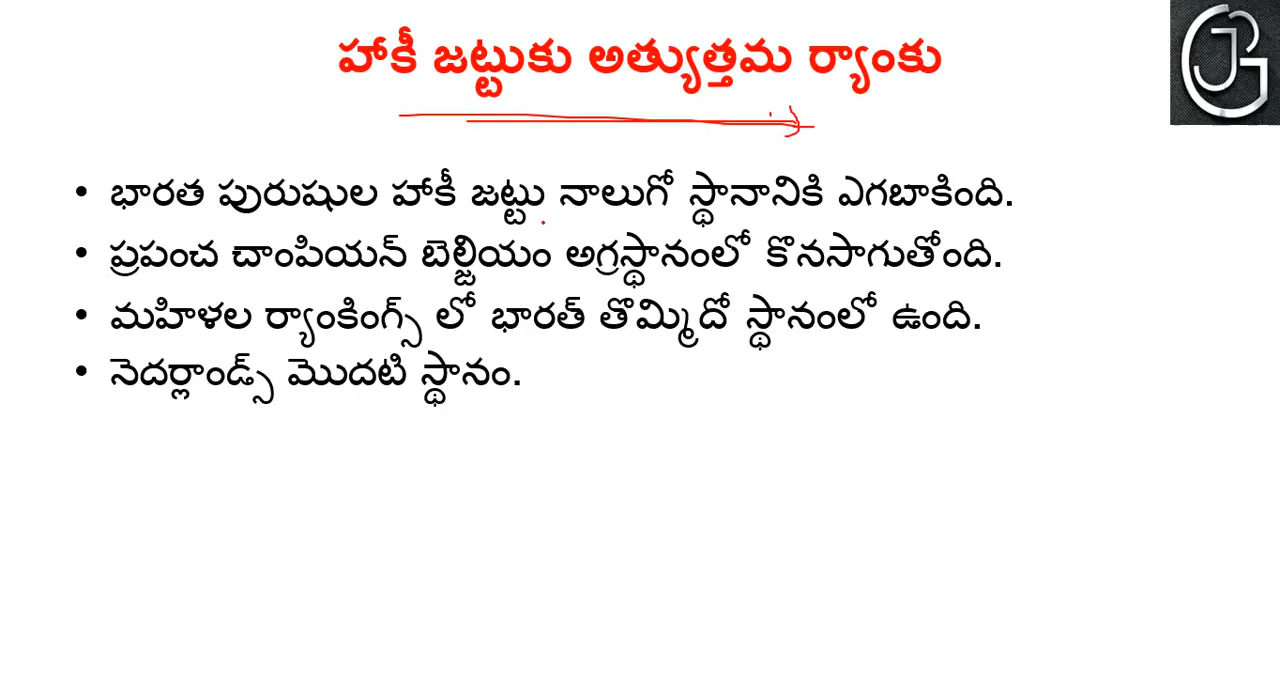 హాకీ జట్టుకు అత్యుత్తమ ర్యాంకు
• భారత పురుషుల హాకీ జట్టు నాలుగో స్థానానికి ఎగబాకింది.
• ప్రపంచ చాంపియన్ బెల్జియం అగ్రస్థానంలో కొనసాగుతోంది.
• మహిళల ర్యాంకింగ్స్ లో భారత్ తొమ్మిదో స్థానంలో ఉంది.
• నెదర్లాండ్స్ మొదటి స్థానం.